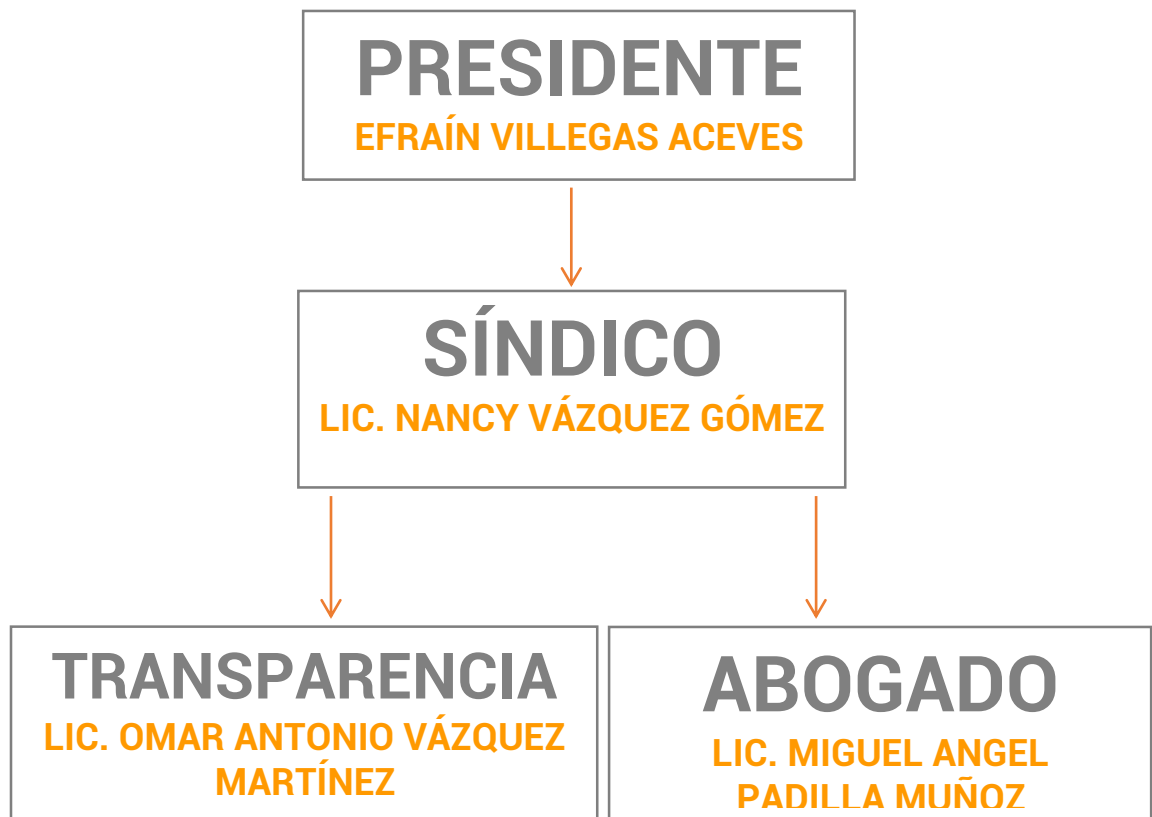 PRESIDENTE
EFRAÍN VILLEGAS ACEVES
SÍNDICO
LIC. NANCY VÁZQUEZ GÓMEZ
TRANSPARENCIA
LIC. OMAR ANTONIO VÁZQUEZ
MARTÍNEZ
ABOGADO
LIC. MIGUEL ANGEL
PADILLA MUÑOZ